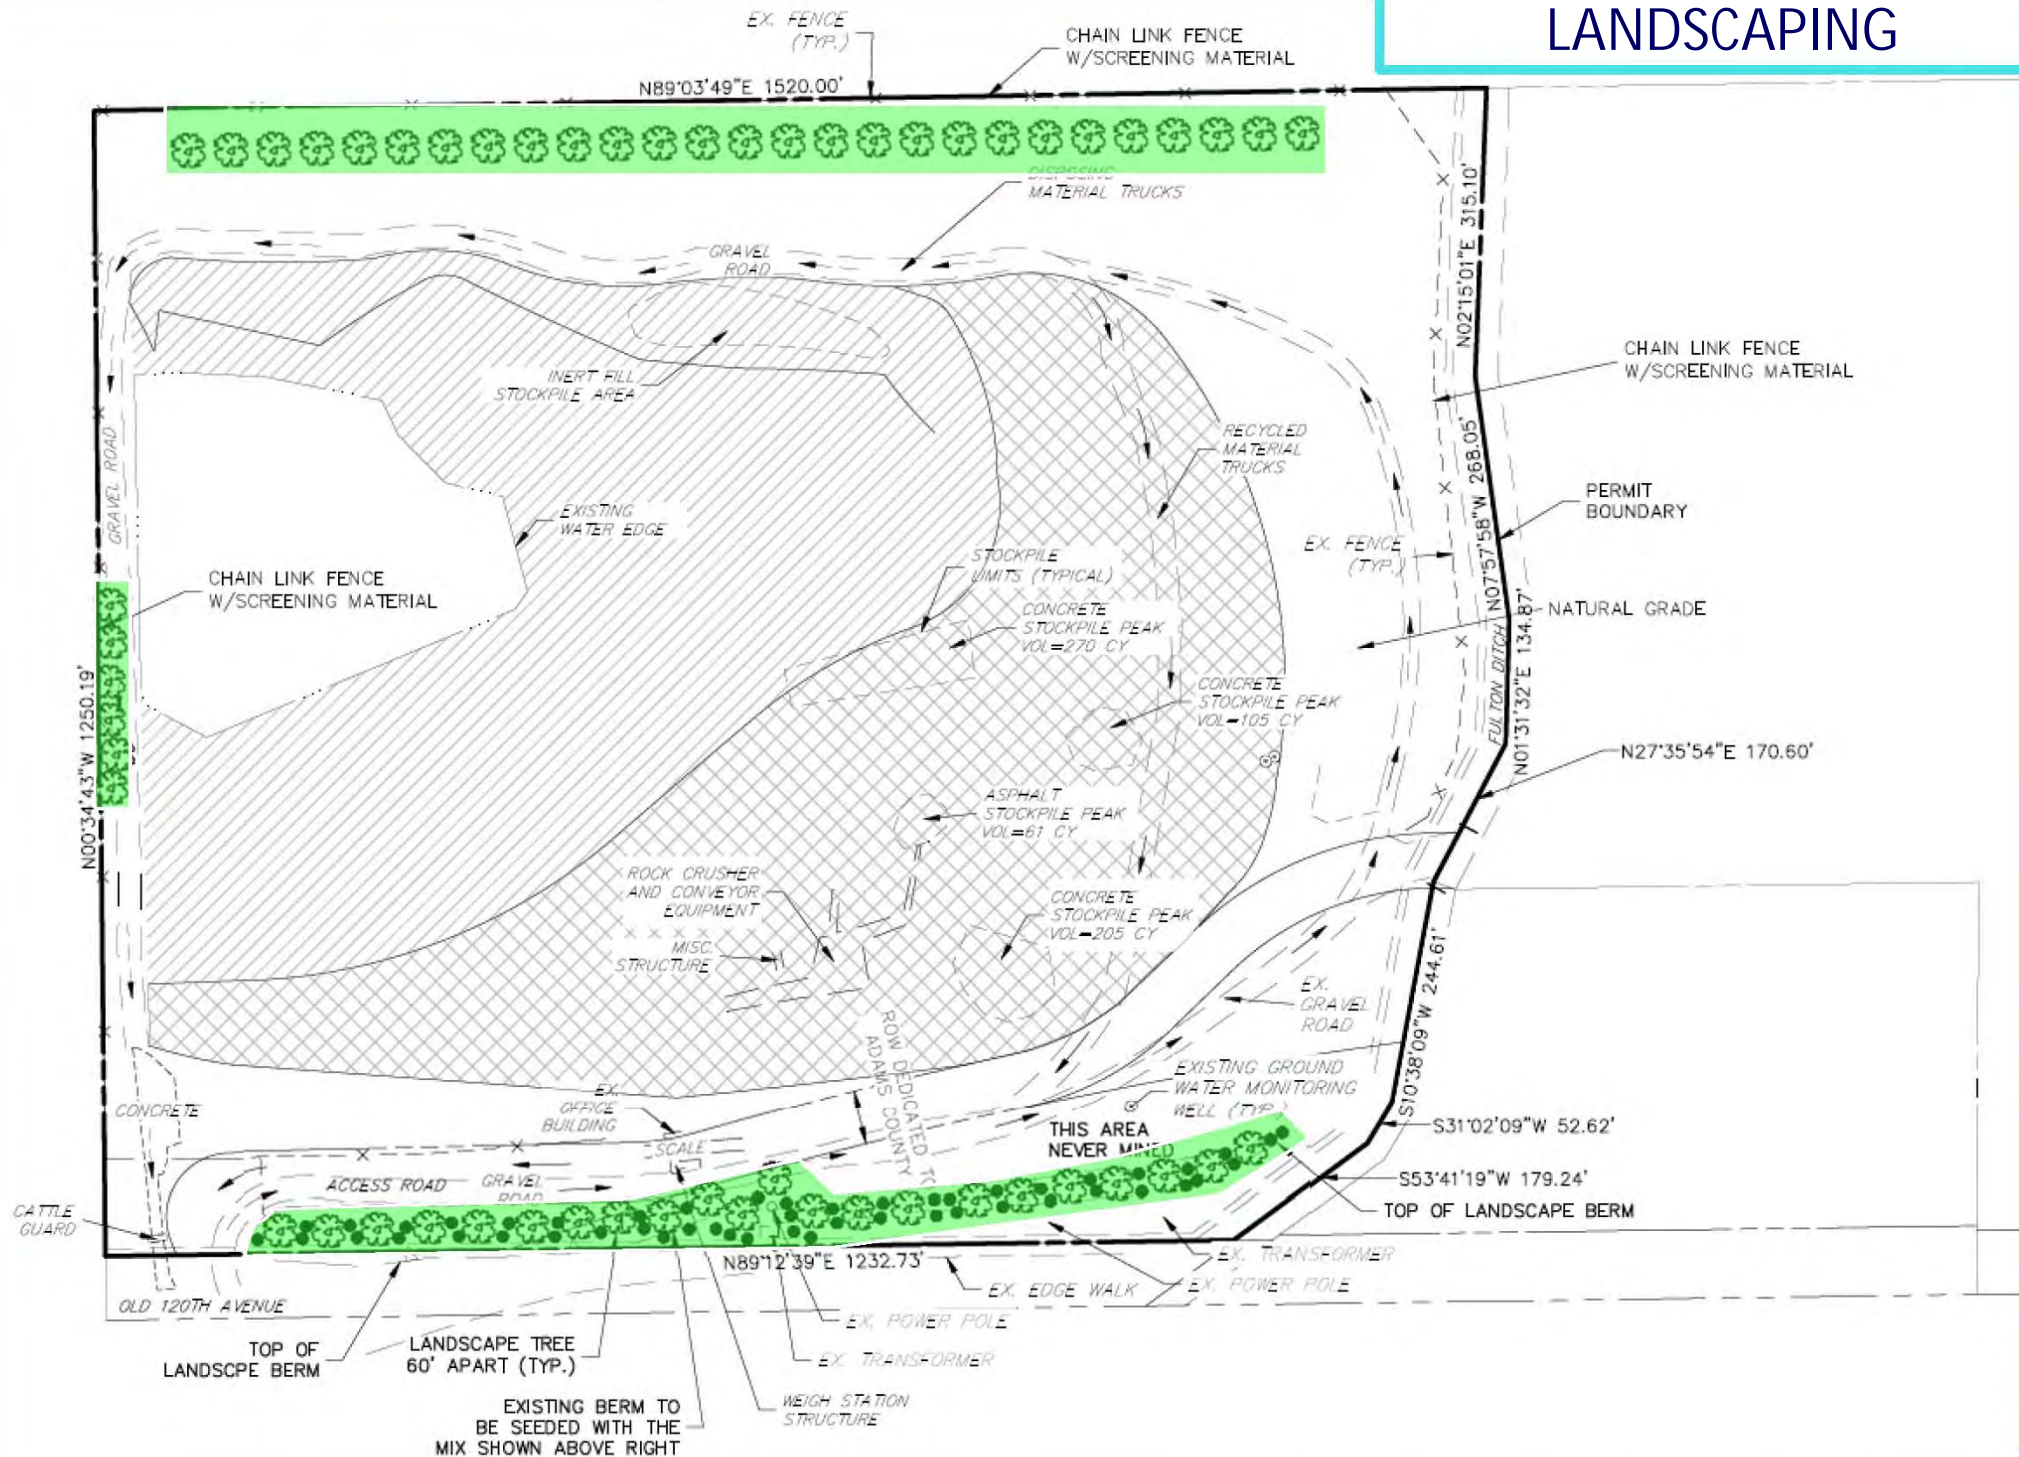 LANDSCAPING
EX. FENCE
(TYP.)
CHAIN LINK FENCE
W/SCREENING MATERIAL
N89°03'49"E 1520.00'
DISPOSING
MATERIAL TRUCKS
GRAVEL
ROAD
N02°15'01"E 315.10'
CHAIN LINK FENCE
W/SCREENING MATERIAL
INERT FILL
STOCKPILE AREA
GRAVEL ROAD
RECYCLED
MATERIAL
TRUCKS
N07°57'58"W 268.05'
PERMIT
BOUNDARY
EXISTING
WATER EDGE
EX. FENCE
(TYP.)
STOCKPILE
LIMITS (TYPICAL)
CHAIN LINK FENCE
W/SCREENING MATERIAL
CONCRETE
STOCKPILE PEAK
VOL=270 CY
NATURAL GRADE
FULTON DITCH
N01°31'32"E 134.87'
N00°34'43"W 1250.19'
CONCRETE
STOCKPILE PEAK
VOL=105 CY
N27°35'54"E 170.60'
ASPHALT
STOCKPILE PEAK
VOL=61 CY
ROCK CRUSHER
AND CONVEYOR
EQUIPMENT
CONCRETE
STOCKPILE PEAK
VOL=205 CY
MISC.
STRUCTURE
S10°38'09"W 244.61'
EX.
GRAVEL
ROAD
ROW DEDICATED TO
ADAMS COUNTY
EXISTING GROUND
WATER MONITORING
WELL (TYP.)
EX.
OFFICE
BUILDING
CONCRETE
SCALE
THIS AREA
NEVER MINED
S31°02'09"W 52.62'
S53°41'19"W 179.24'
TOP OF LANDSCAPE BERM
ACCESS ROAD
GRAVEL
ROAD
CATTLE
GUARD
N89°12'39"E 1232.73'
EX. TRANSFORMER
EX. POWER POLE
EX. EDGE WALK
OLD 120TH AVENUE
EX. POWER POLE
TOP OF
LANDSCPE BERM
LANDSCAPE TREE
60' APART (TYP.)
EX. TRANSFORMER
WEIGH STATION
STRUCTURE
EXISTING BERM TO
BE SEEDED WITH THE
MIX SHOWN ABOVE RIGHT